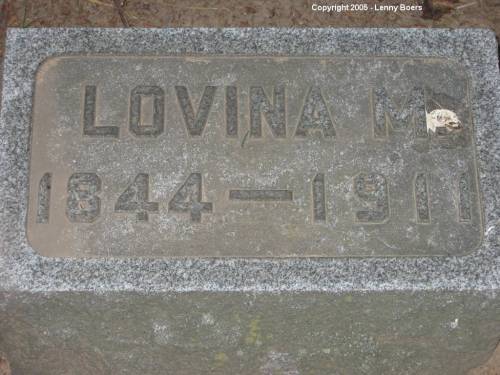 Copyright 2005 - Lenny Boers
LOVINA M
1844 — 1911